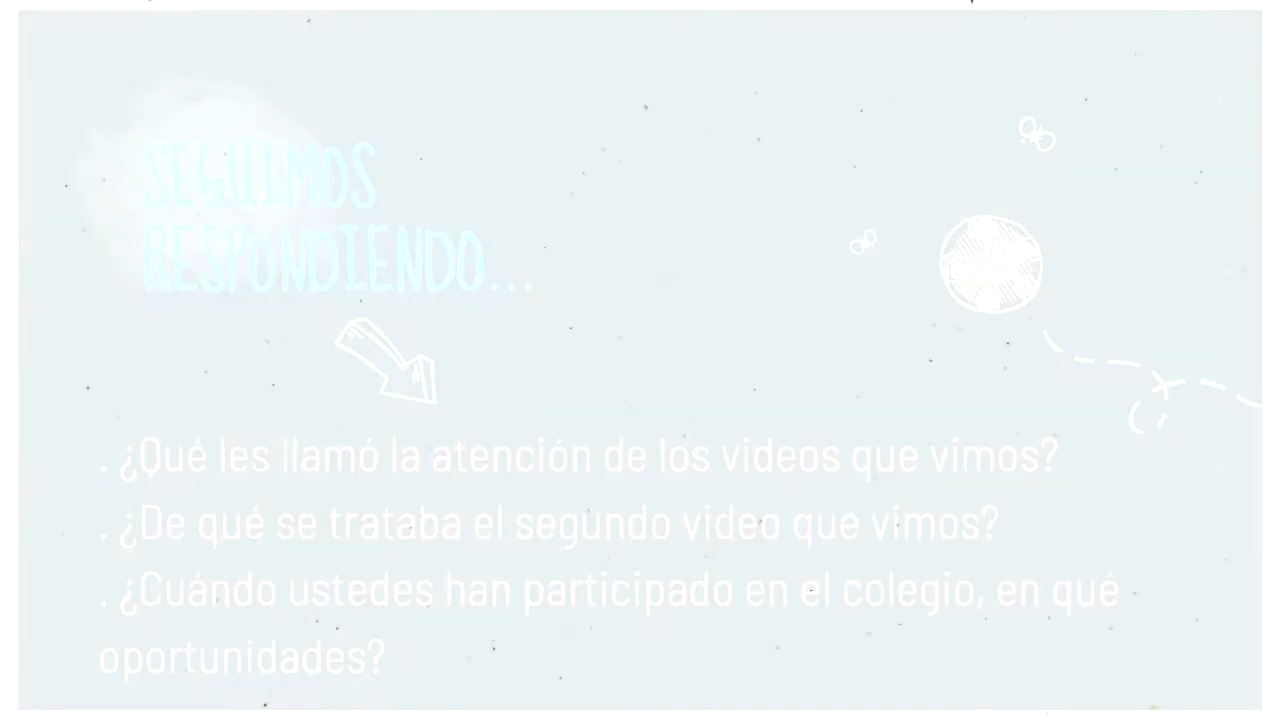 SEGUIMOS
RESPONDIENDO...
. ¿Qué les llamó la atención de los videos que vimos?
. ¿De qué se trataba el segundo video que vimos?
. ¿Cuándo ustedes han participado en el colegio, en qué
oportunidades?